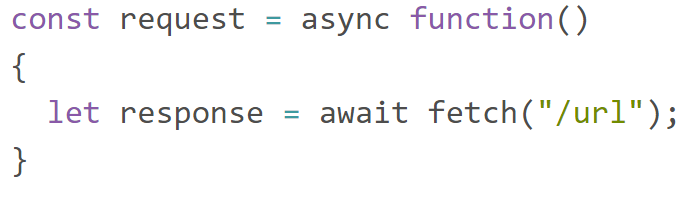 const request = async function()
{
  let response = await fetch("/url");
}